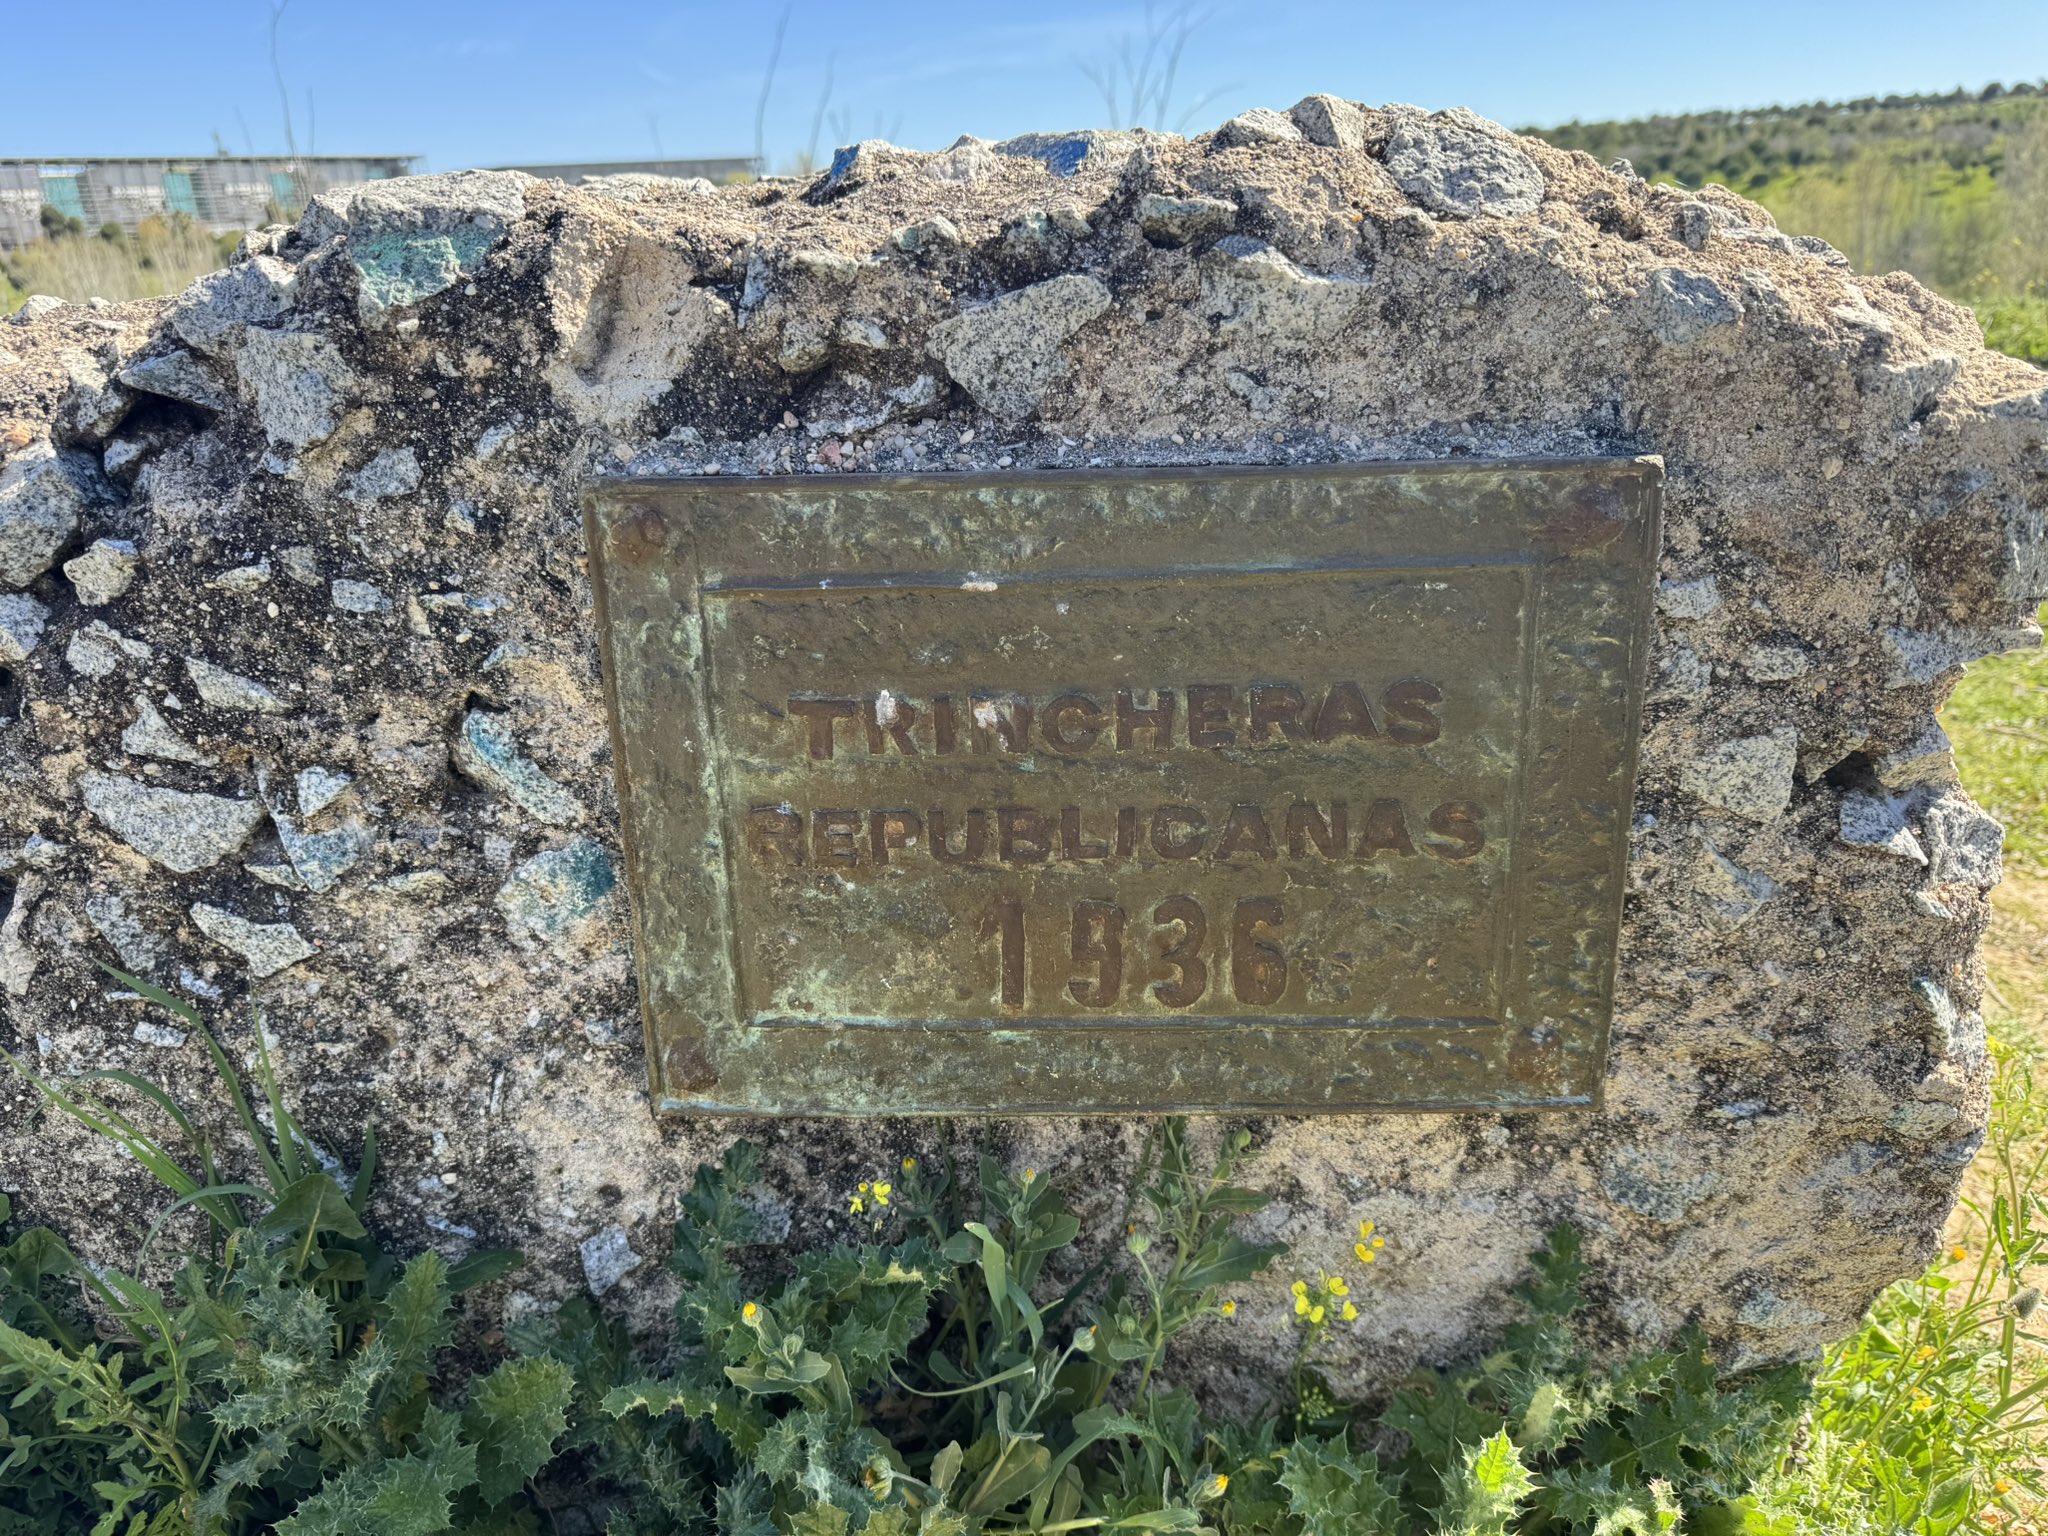 TRINCHERAS
REPUBLICANAS
1936